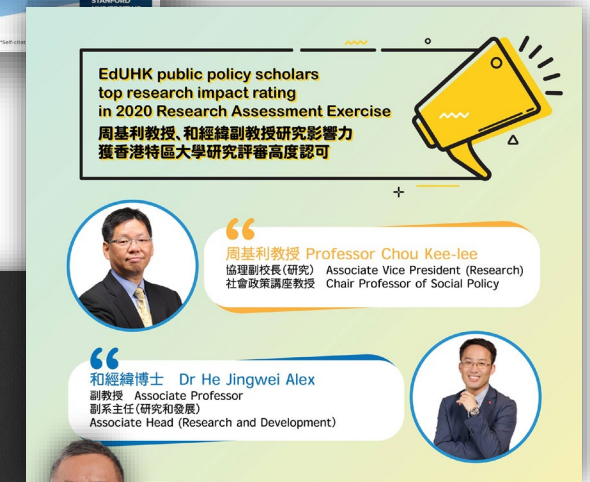 STANFORD
EdUHK public policy scholars
top research impact rating
in 2020 Research Assessment Exercise
周基利教授、和經緯副教授研究影響力
獲香港特區大學研究評審高度認可
周基利教授 Professor Chou Kee-lee
協理副校長(研究) Associate Vice President (Research)
社會政策講座教授 Chair Professor of Social Policy
和經緯博士 Dr He Jingwei Alex
副教授 Associate Professor
副系主任(研究和發展)
Associate Head (Research and Development)